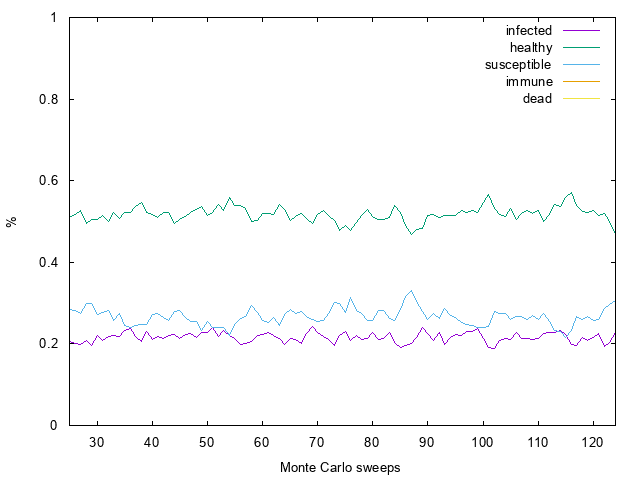 1
infected
healthy
susceptible
immune
dead
0.8
0.6
%
0.4
0.2
0
30 40 50 60 70 80 90 100 110 120
Monte Carlo sweeps